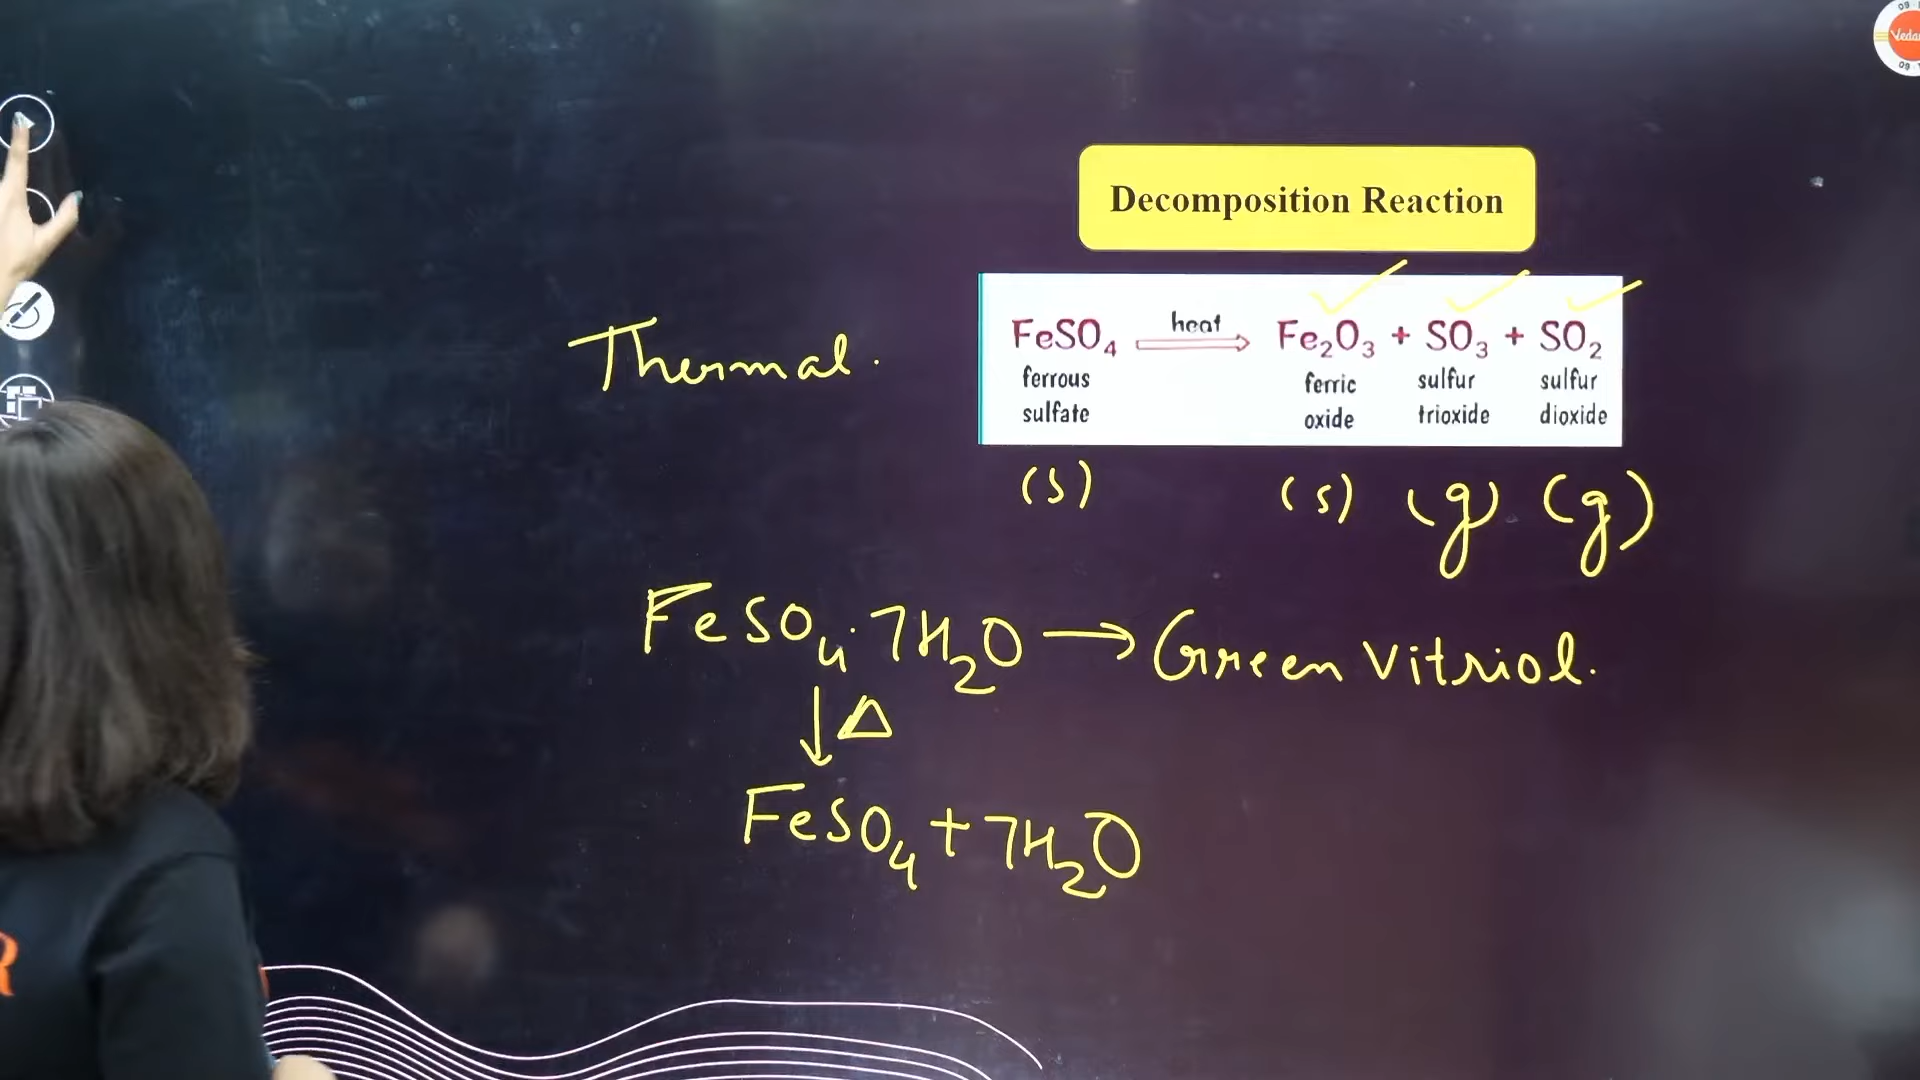 Decomposition Reaction
FeSO₄ heat Fe₂O₃ + SO₃ + SO₂
ferrous sulfate ferric oxide sulfur trioxide sulfur dioxide
Thermal.
(s) (s) (g) (g)
FeSO₄.7H₂O → Green Vitriol.
↓ Δ
FeSO₄ + 7H₂O
R